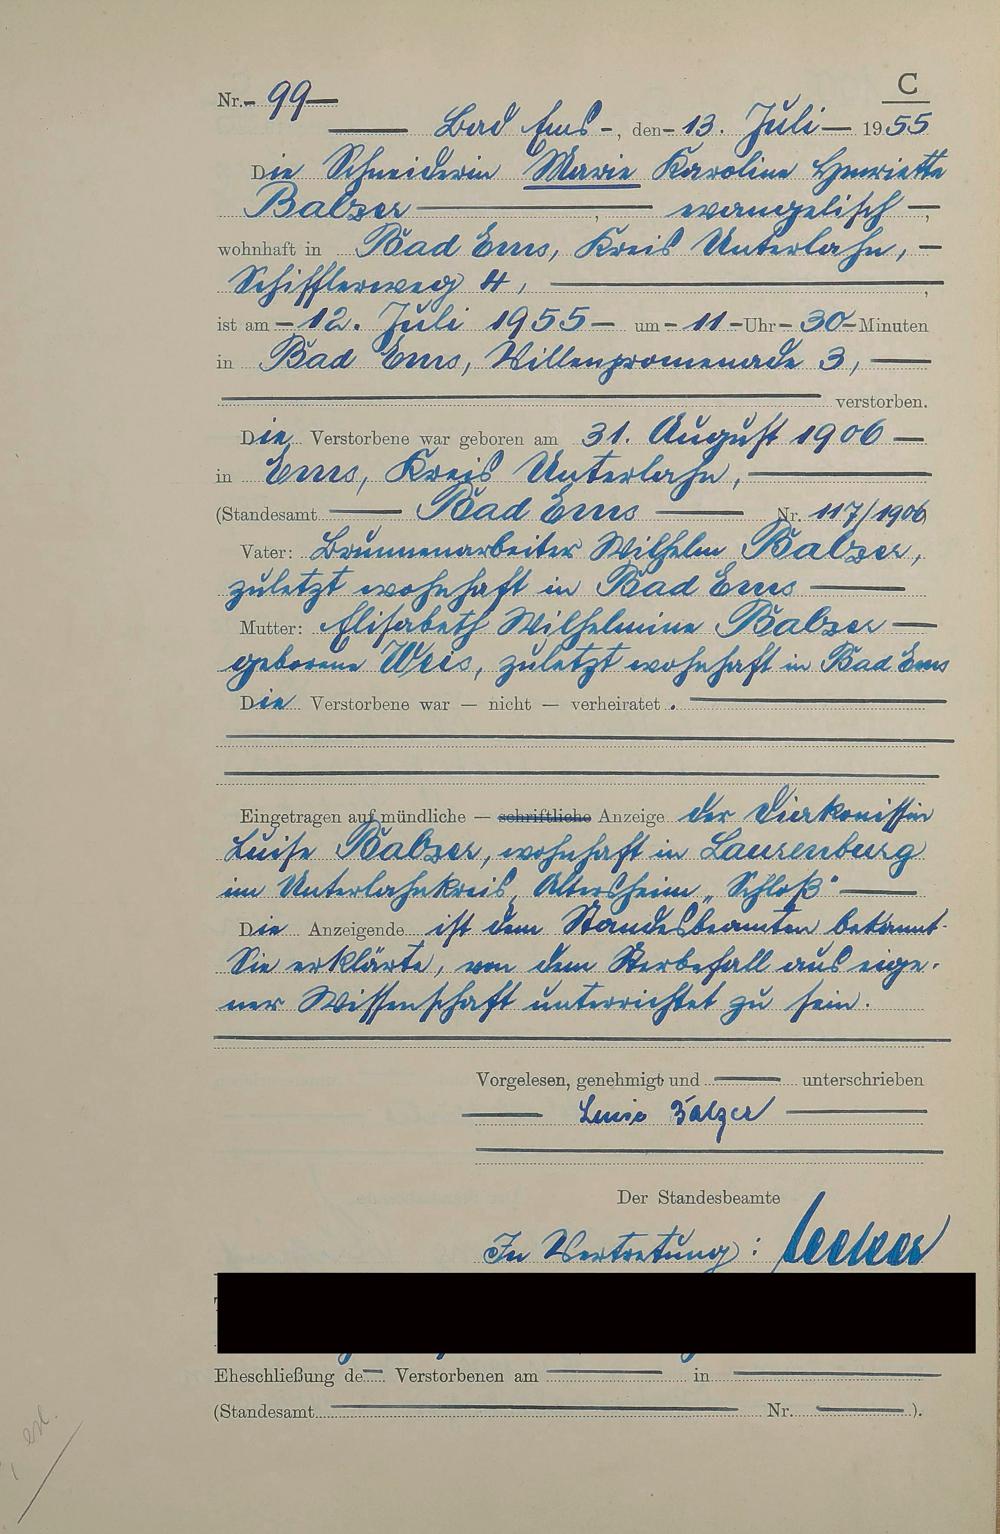 C
Nr. 99
Bad Ems, den 13. Juli 1955
Die Schneiderin Marie Karoline Henriette
Balzer, evangelisch,
wohnhaft in Bad Ems, Kreis Unterlahn,
Schifflerweg 4,
ist am 12. Juli 1955 um 11 Uhr 30 Minuten
in Bad Ems, Villenpromenade 3,
verstorben.
Die Verstorbene war geboren am 31. August 1906
in Ems, Kreis Unterlahn,
(Standesamt Bad Ems Nr. 117/1906)
Vater: Brunnenarbeiter Wilhelm Balzer,
zuletzt wohnhaft in Bad Ems
Mutter: Elisabeth Wilhelmine Balzer
geborene Weis, zuletzt wohnhaft in Bad Ems
Die Verstorbene war — nicht — verheiratet.
Eingetragen auf mündliche — schriftliche Anzeige der Diakonissin
Luise Balzer, wohnhaft in Laurenburg
im Unterlahnkreis, Altersheim „Schloß"
Die Anzeigende ist dem Standesbeamten bekannt.
Sie erklärte, von dem Sterbefall aus eige-
ner Wissenschaft unterrichtet zu sein.
Vorgelesen, genehmigt und unterschrieben
Luise Balzer
Der Standesbeamte
In Vertretung:
Eheschließung de Verstorbenen am in
(Standesamt Nr. ).
erl.